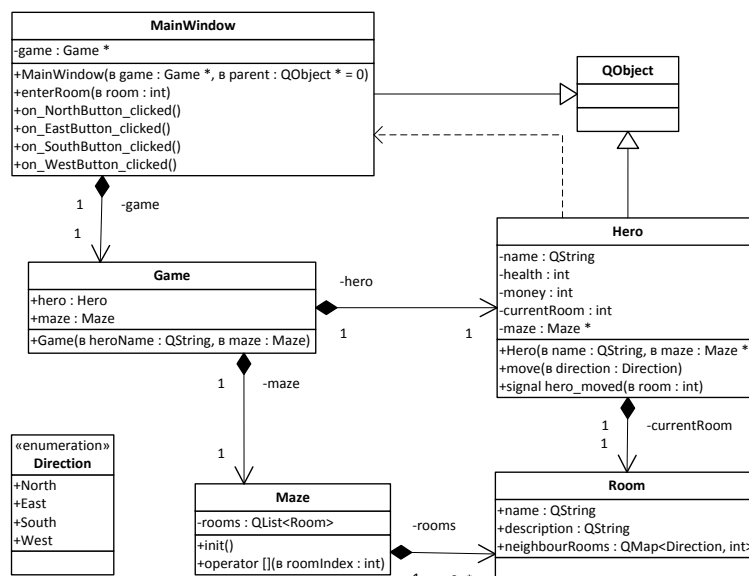 MainWindow
-game : Game *
+MainWindow(в game : Game *, в parent : QObject * = 0)
+enterRoom(в room : int)
+on_NorthButton_clicked()
+on_EastButton_clicked()
+on_SouthButton_clicked()
+on_WestButton_clicked()
QObject
1
-game
1
Game
+hero : Hero
+maze : Maze
+Game(в heroName : QString, в maze : Maze)
-hero
1
1
Hero
-name : QString
-health : int
-money : int
-currentRoom : int
-maze : Maze *
+Hero(в name : QString, в maze : Maze *
+move(в direction : Direction)
+signal hero_moved(в room : int)
1
-maze
1
1
-currentRoom
1
«enumeration»
Direction
+North
+East
+South
+West
Maze
-rooms : QList<Room>
+init()
+operator [](в roomIndex : int)
-rooms
1
Room
+name : QString
+description : QString
+neighbourRooms : QMap<Direction, int>